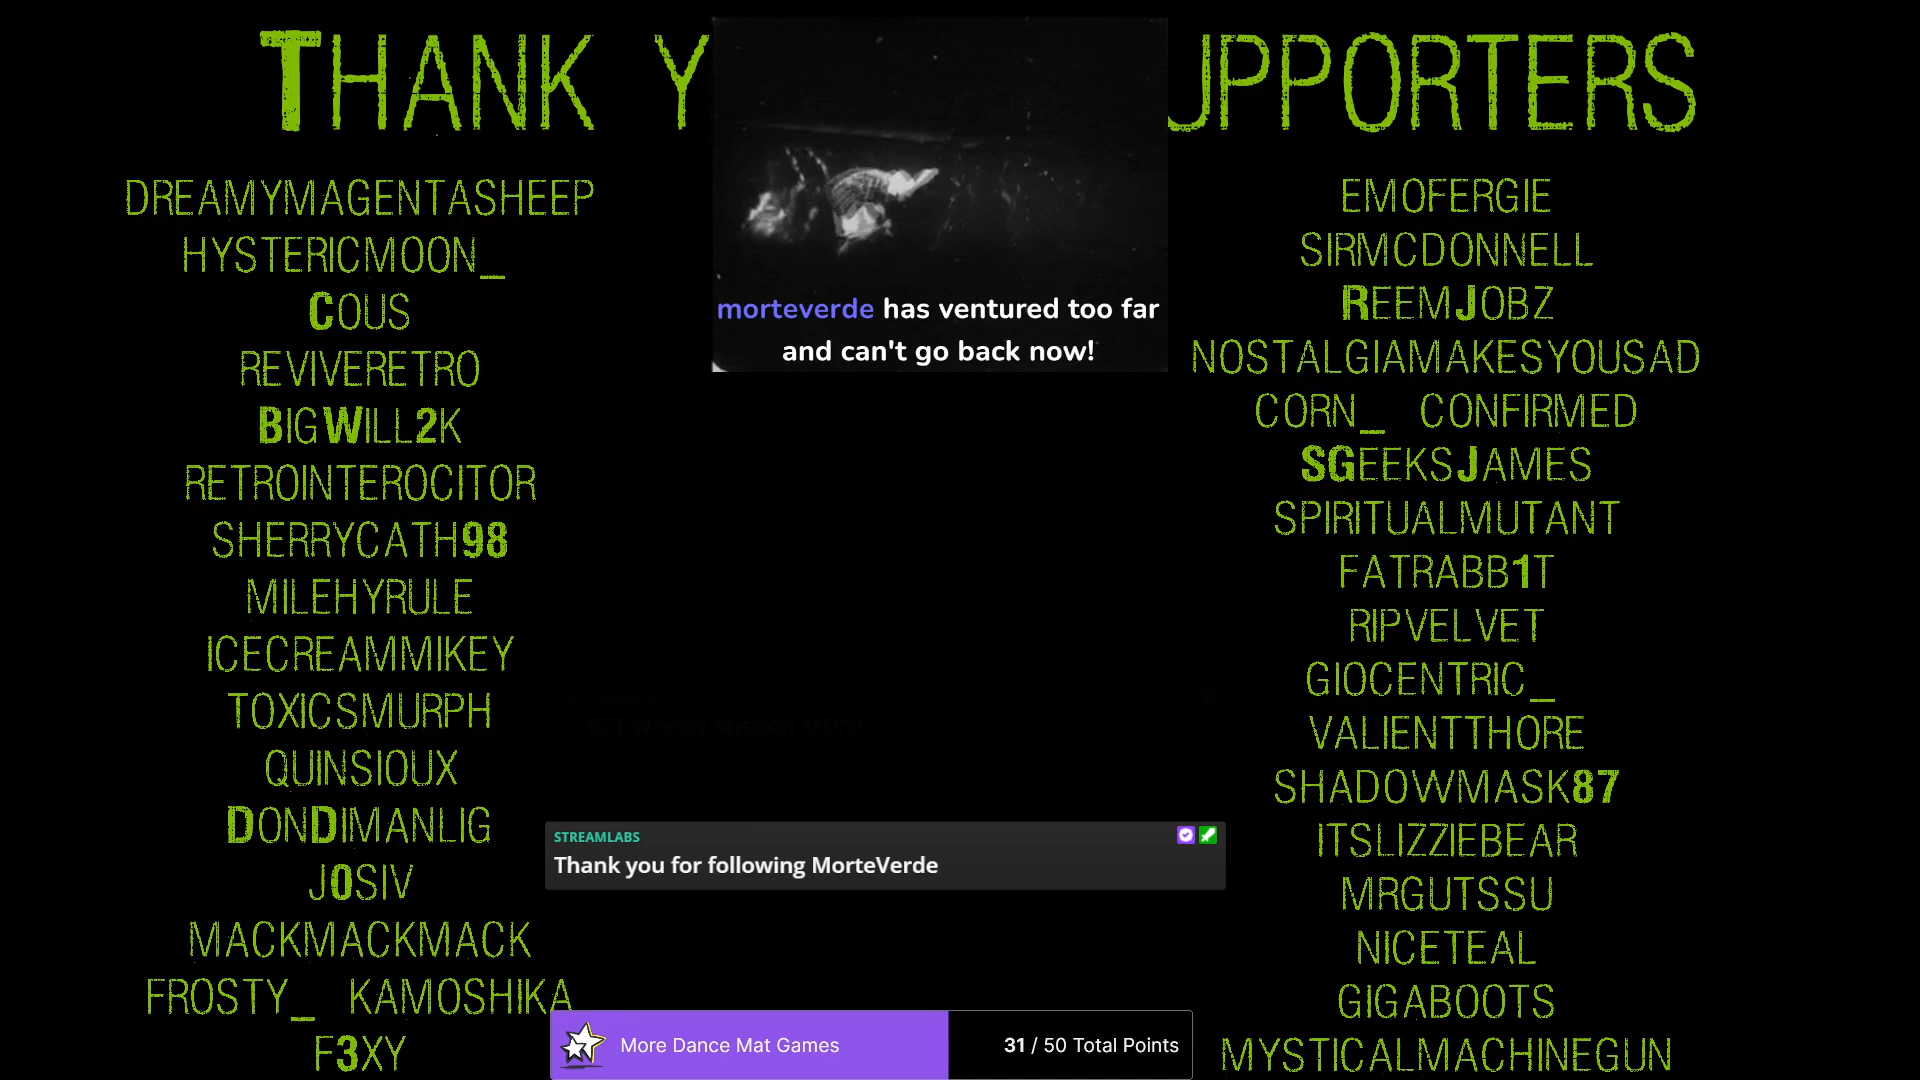 THANK Y UPPORTERS
DREAMYMAGENTASHEEP
HYSTERICMOON_
COUS
REVIVERETRO
BIGWILL2K
RETROINTEROCITOR
SHERRYCATH98
MILEHYRULE
ICECREAMMIKEY
TOXICSMURPH
QUINSIOUX
DONDIMANLIG
J0SIV
MACKMACKMACK
FROSTY_ KAMOSHIKA
F3XY
morteverde has ventured too far
and can't go back now!
STREAMLABS
Thank you for following MorteVerde
More Dance Mat Games
31 / 50 Total Points
EMOFERGIE
SIRMCDONNELL
REEMJOBZ
NOSTALGIAMAKESYOUSAD
CORN_ CONFIRMED
SGEEKSJAMES
SPIRITUALMUTANT
FATRABB1T
RIPVELVET
GIOCENTRIC_
VALIENTTHORE
SHADOWMASK87
ITSLIZZIEBEAR
MRGUTSSU
NICETEAL
GIGABOOTS
MYSTICALMACHINEGUN